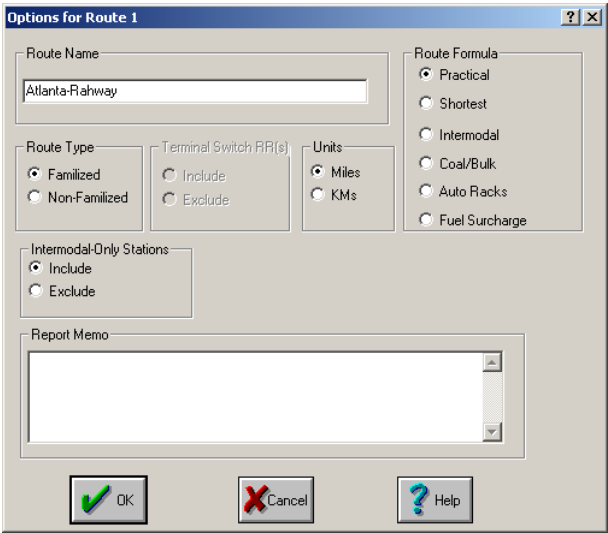 Options for Route 1
Route Name
Atlanta-Rahway
Route Formula
Practical
Shortest
Intermodal
Coal/Bulk
Auto Racks
Fuel Surcharge
Route Type
Familized
Non-Familized
Terminal Switch RR(s)
Include
Exclude
Units
Miles
KMs
Intermodal-Only Stations
Include
Exclude
Report Memo
OK
Cancel
Help